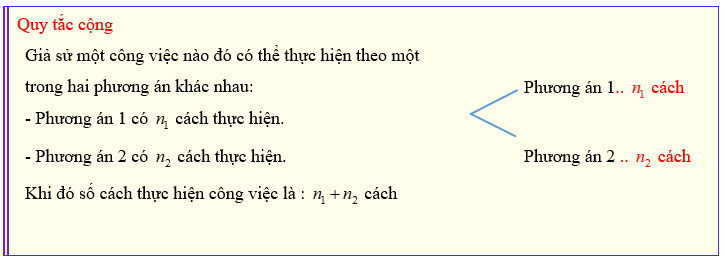 Quy tắc cộng
Giả sử một công việc nào đó có thể thực hiện theo một
trong hai phương án khác nhau:
- Phương án 1 có n₁ cách thực hiện.
- Phương án 2 có n₂ cách thực hiện.
Khi đó số cách thực hiện công việc là : n₁ + n₂ cách
Phương án 1.. n₁ cách
Phương án 2 .. n₂ cách